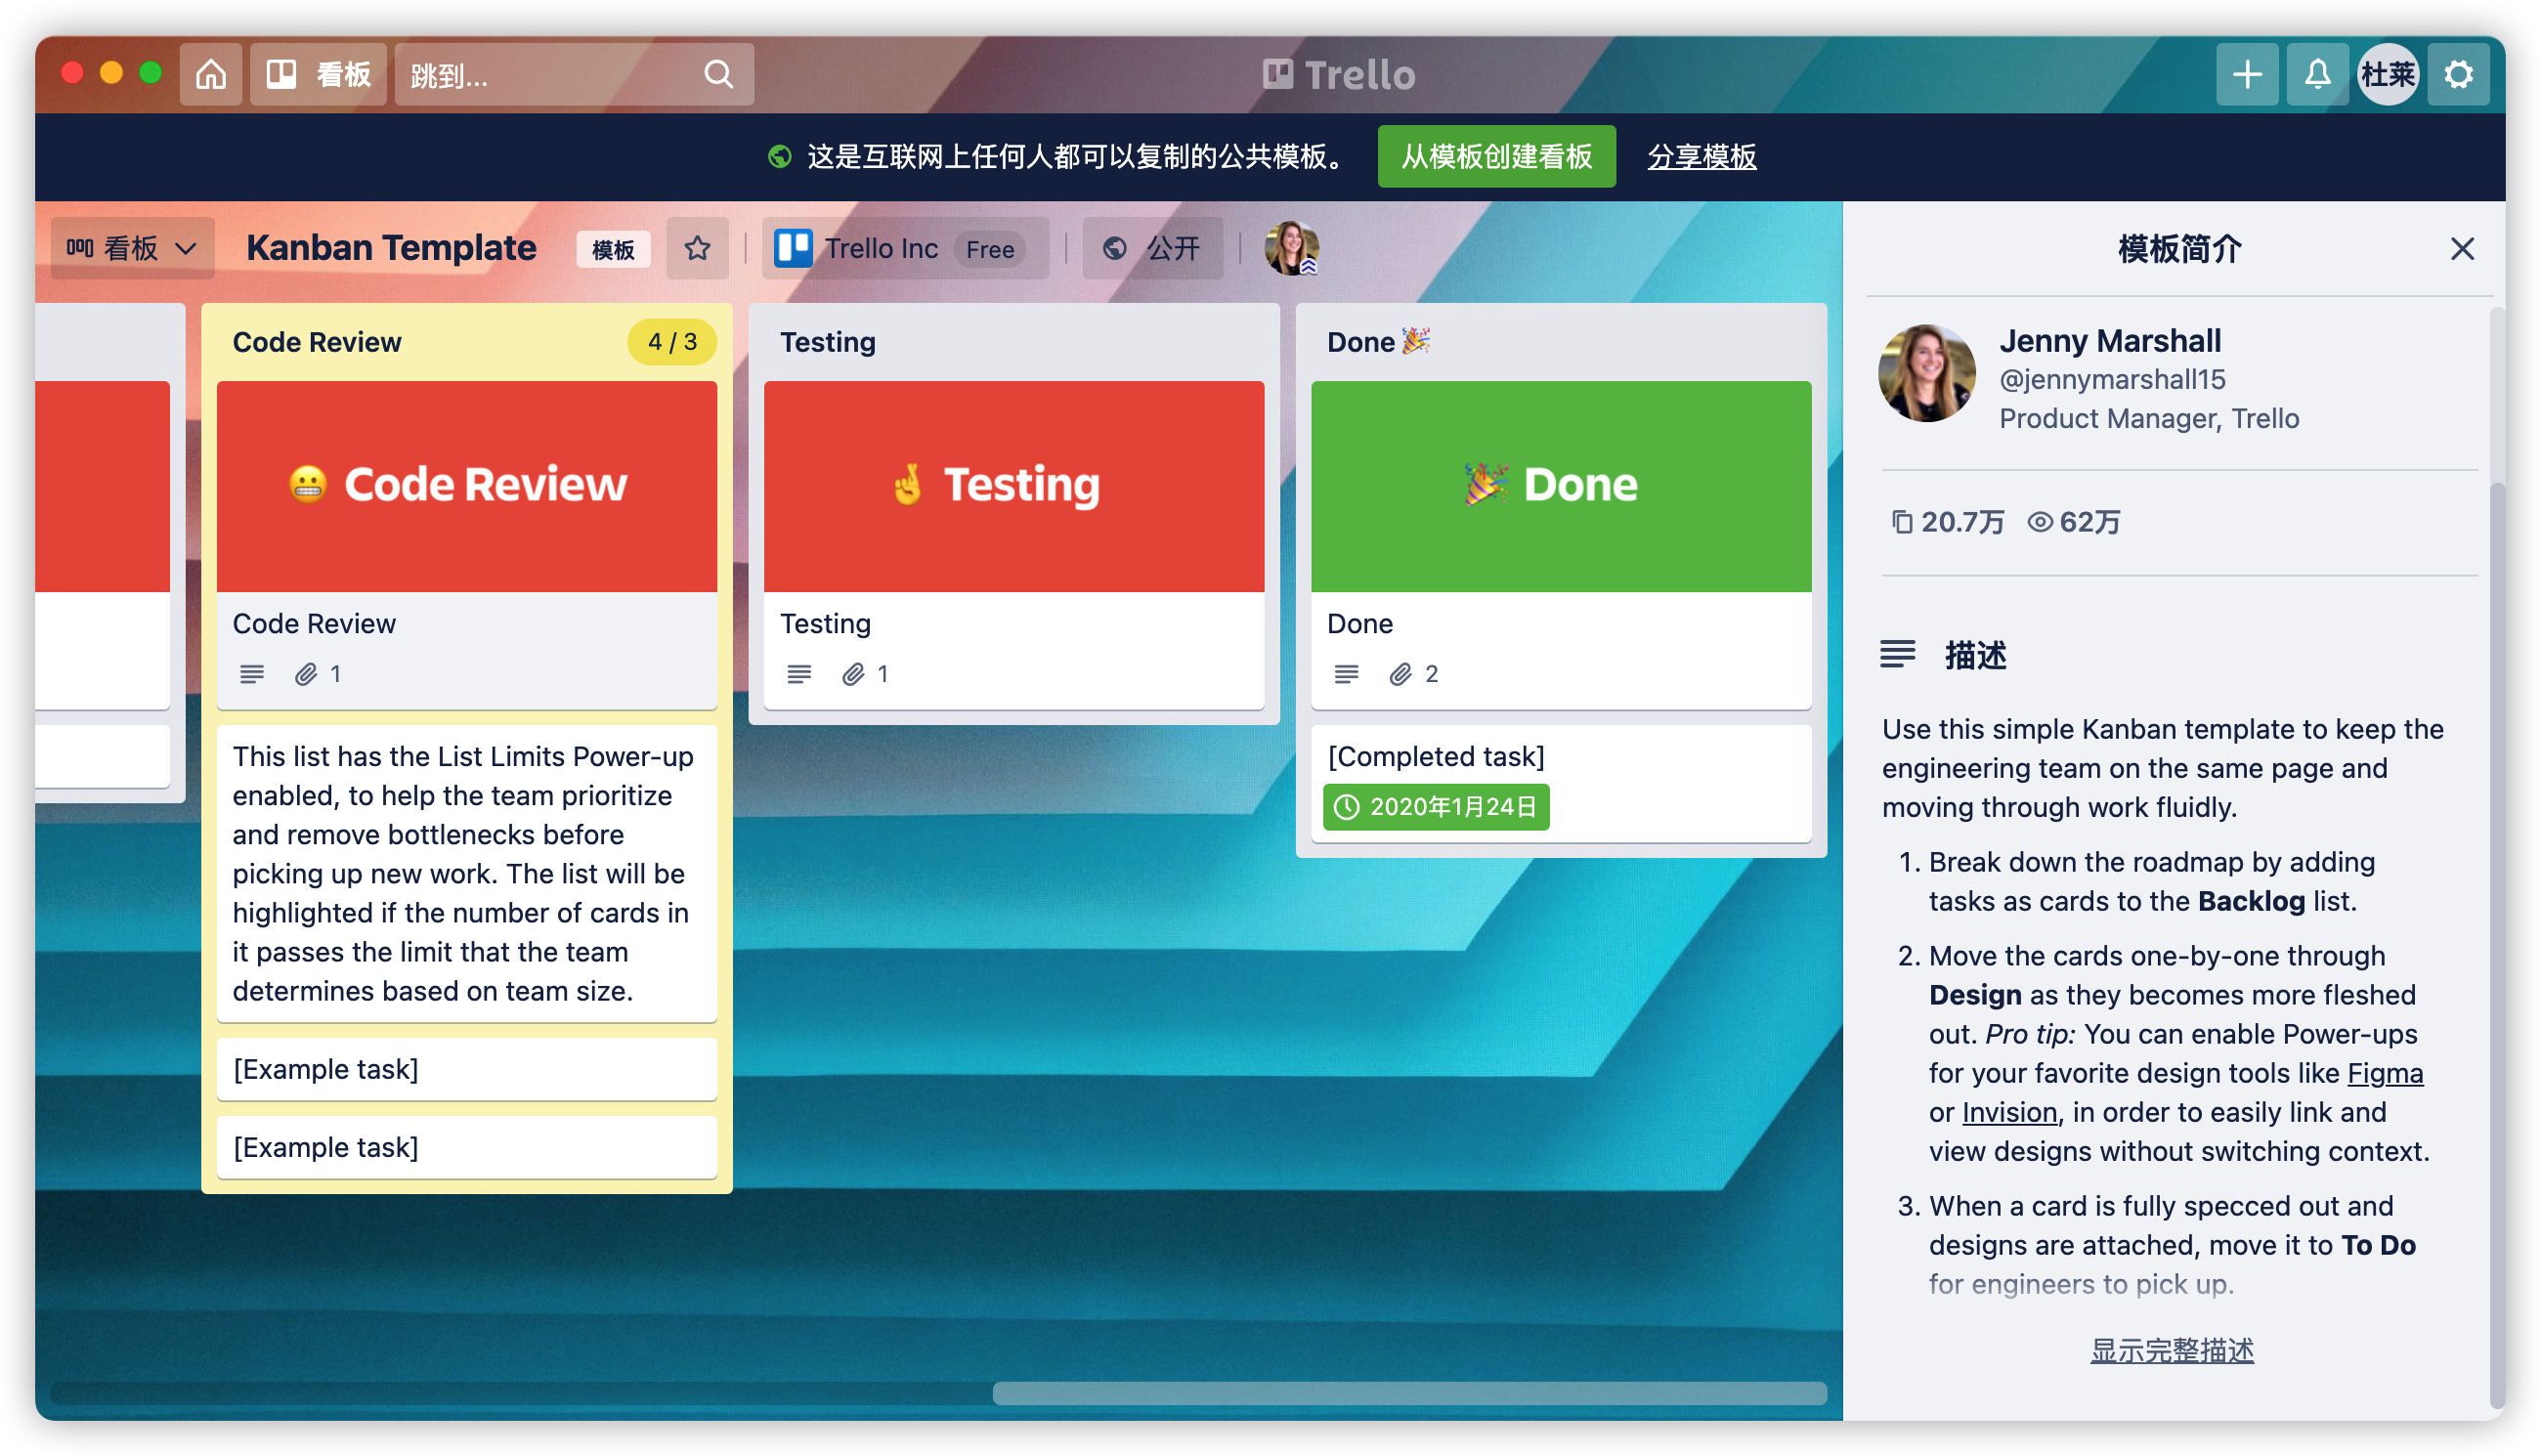 看板
跳到...
Trello
杜莱
这是互联网上任何人都可以复制的公共模板。
从模板创建看板
分享模板
看板
Kanban Template
模板
Trello Inc
Free
公开
Code Review
4 / 3
😬 Code Review
Code Review
1
This list has the List Limits Power-up
enabled, to help the team prioritize
and remove bottlenecks before
picking up new work. The list will be
highlighted if the number of cards in
it passes the limit that the team
determines based on team size.
[Example task]
[Example task]
Testing
🤞 Testing
Testing
1
Done 🎉
🎉 Done
Done
2
[Completed task]
2020年1月24日
模板简介
Jenny Marshall
@jennymarshall15
Product Manager, Trello
20.7万
62万
描述
Use this simple Kanban template to keep the
engineering team on the same page and
moving through work fluidly.
1. Break down the roadmap by adding
tasks as cards to the Backlog list.
2. Move the cards one-by-one through
Design as they becomes more fleshed
out. Pro tip: You can enable Power-ups
for your favorite design tools like Figma
or Invision, in order to easily link and
view designs without switching context.
3. When a card is fully specced out and
designs are attached, move it to To Do
for engineers to pick up.
显示完整描述